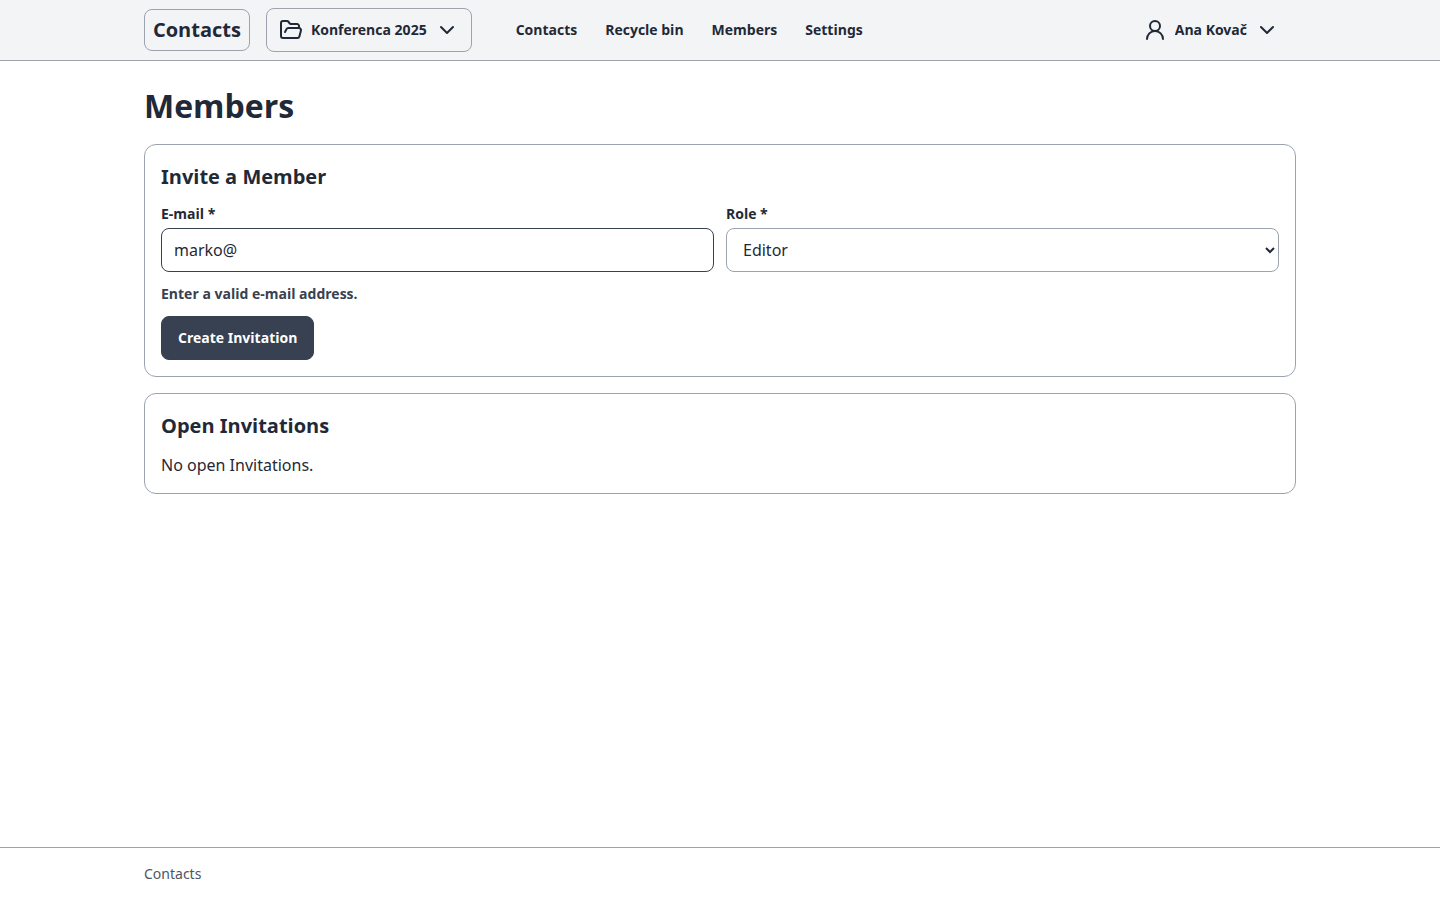 Contacts
Konferenca 2025
Contacts
Recycle bin
Members
Settings
Ana Kovač
Members
Invite a Member
E-mail *
Role *
marko@
Editor
Enter a valid e-mail address.
Create Invitation
Open Invitations
No open Invitations.
Contacts